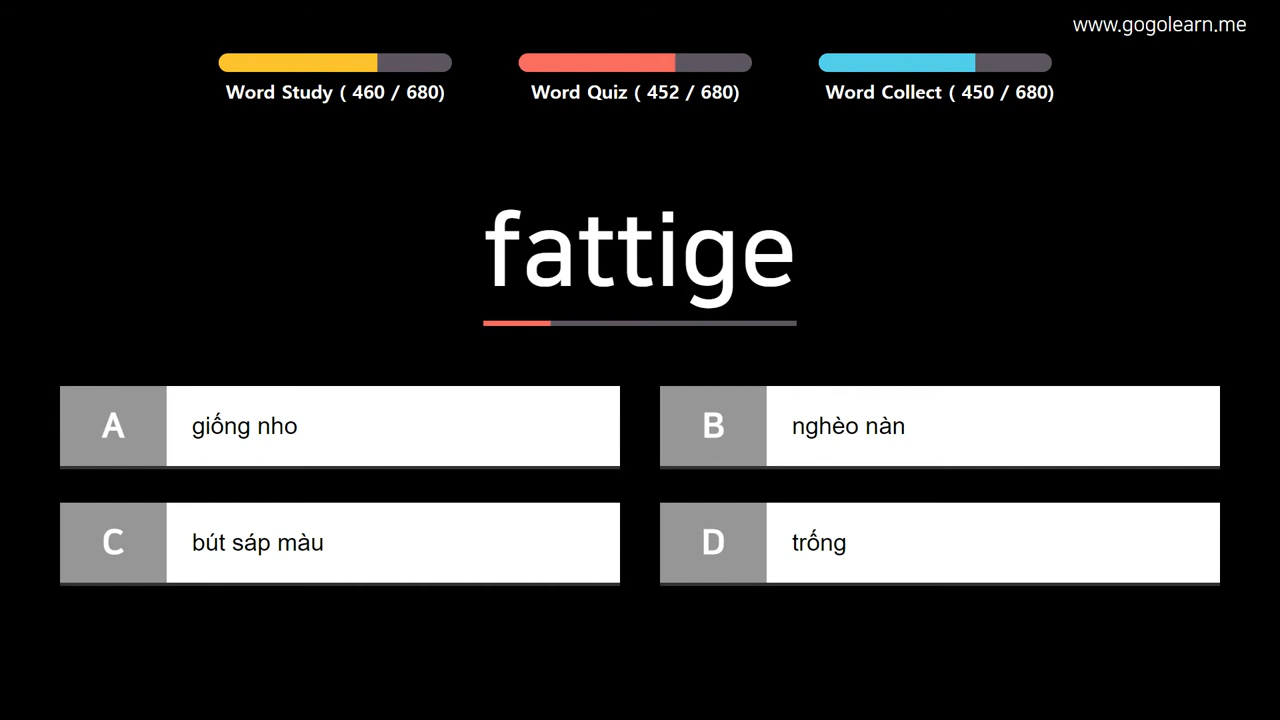 www.gogolearn.me
Word Study ( 460 / 680)
Word Quiz ( 452 / 680)
Word Collect ( 450 / 680)
fattige
A
giống nho
B
nghèo nàn
C
bút sáp màu
D
trống